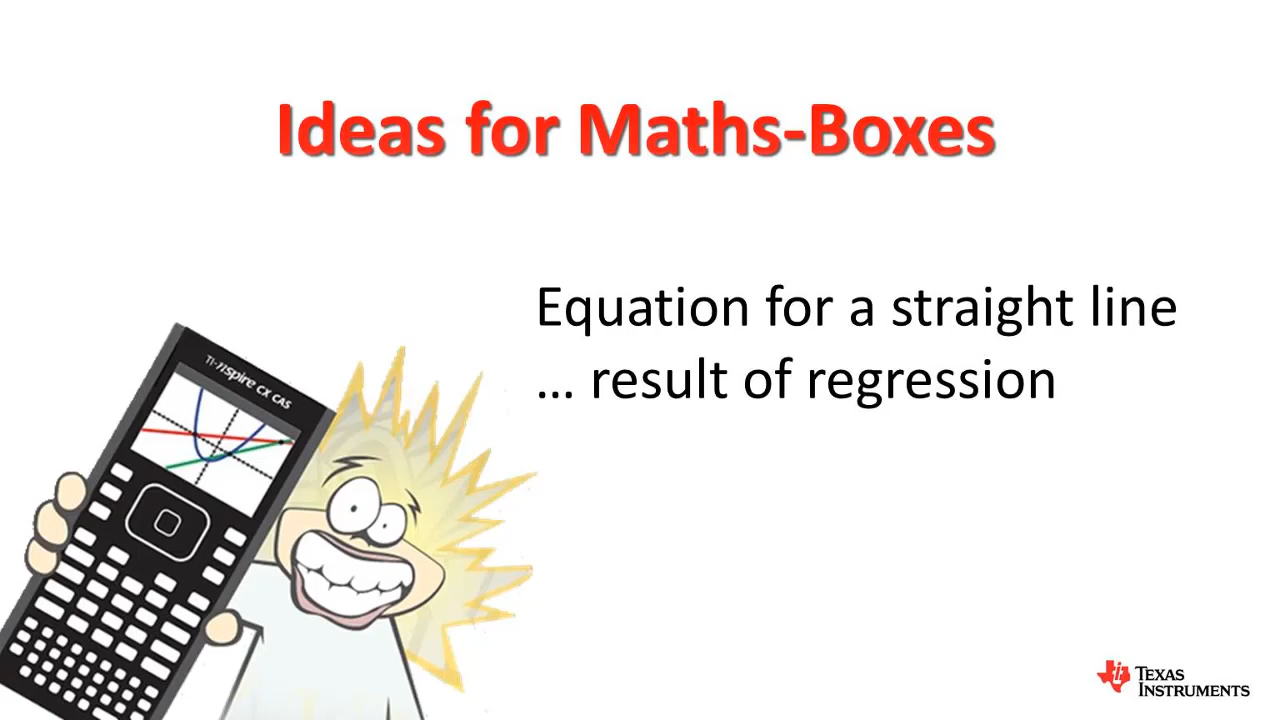 Ideas for Maths-Boxes
Equation for a straight line
... result of regression
TI-nspire CX CAS
TEXAS
INSTRUMENTS